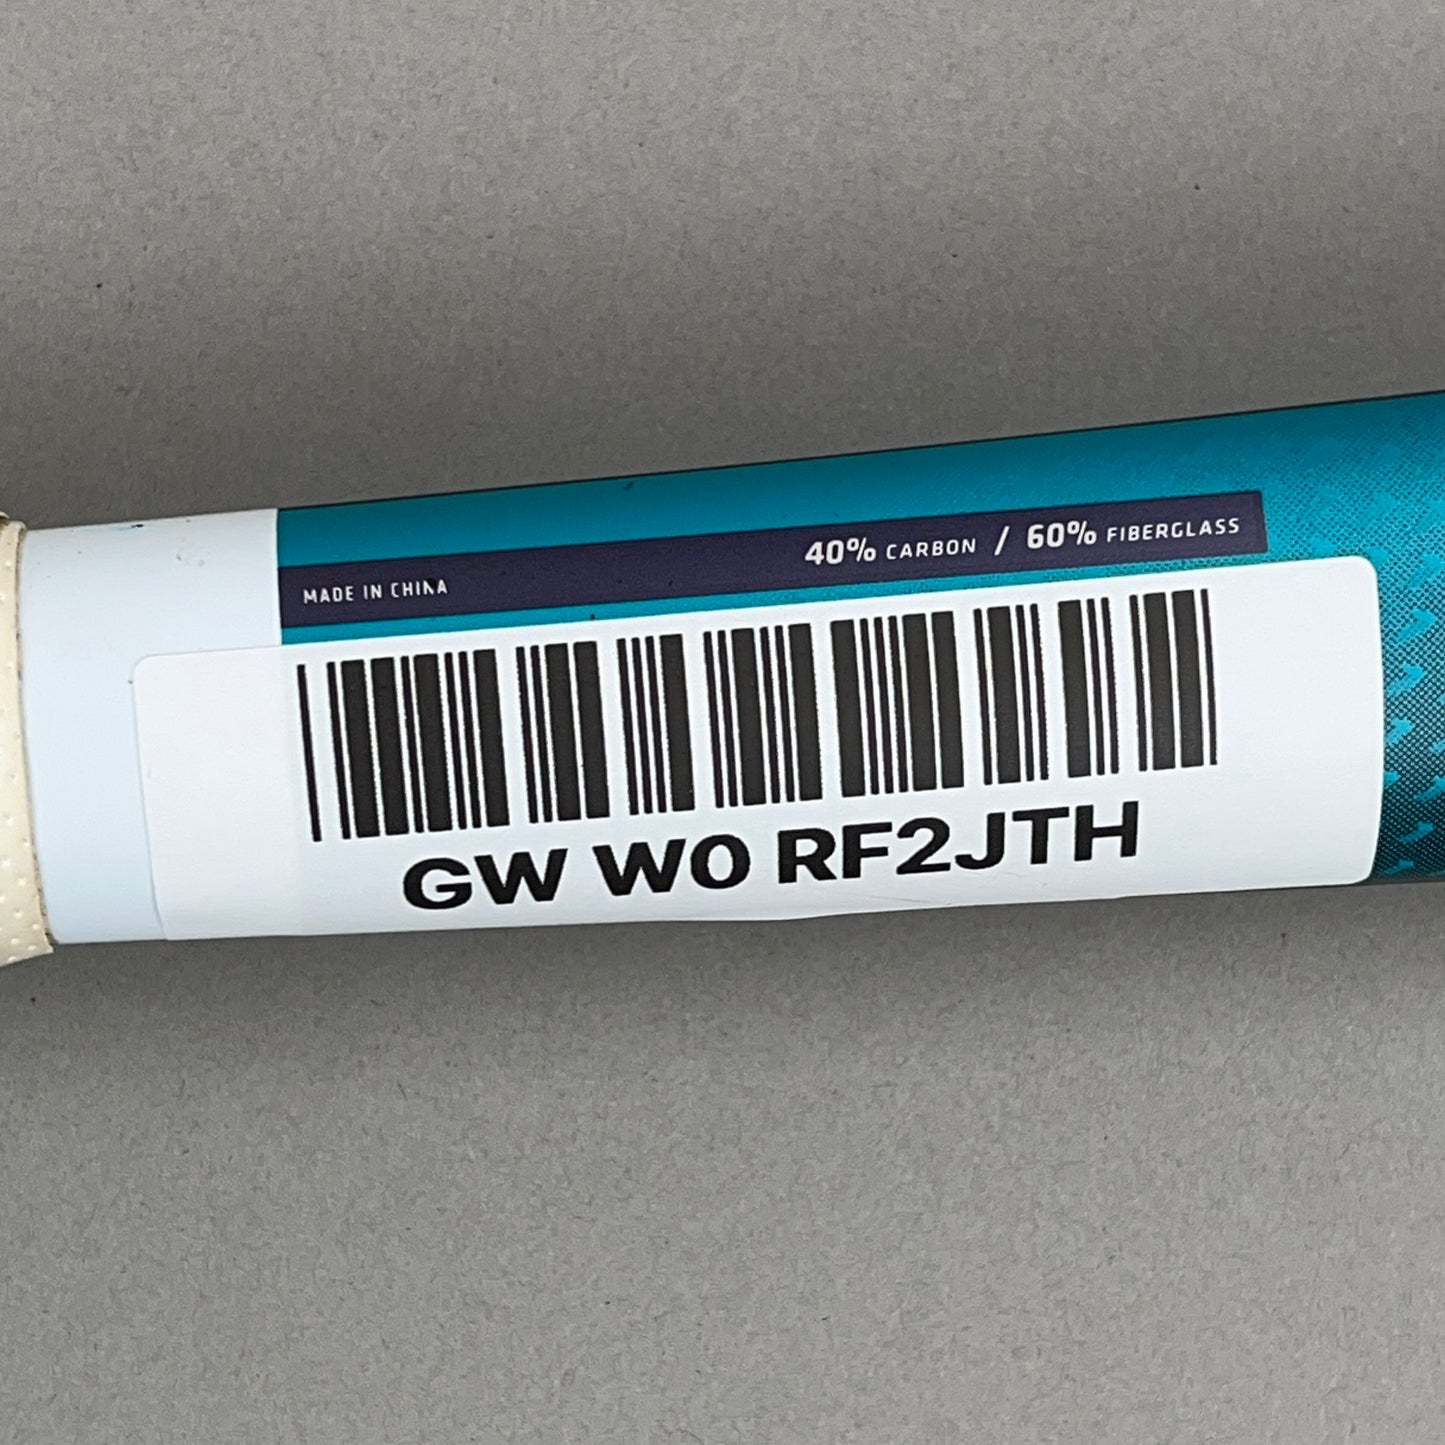 MADE IN CHINA
40% CARBON / 60% FIBERGLASS
GW W0 RF2JTH